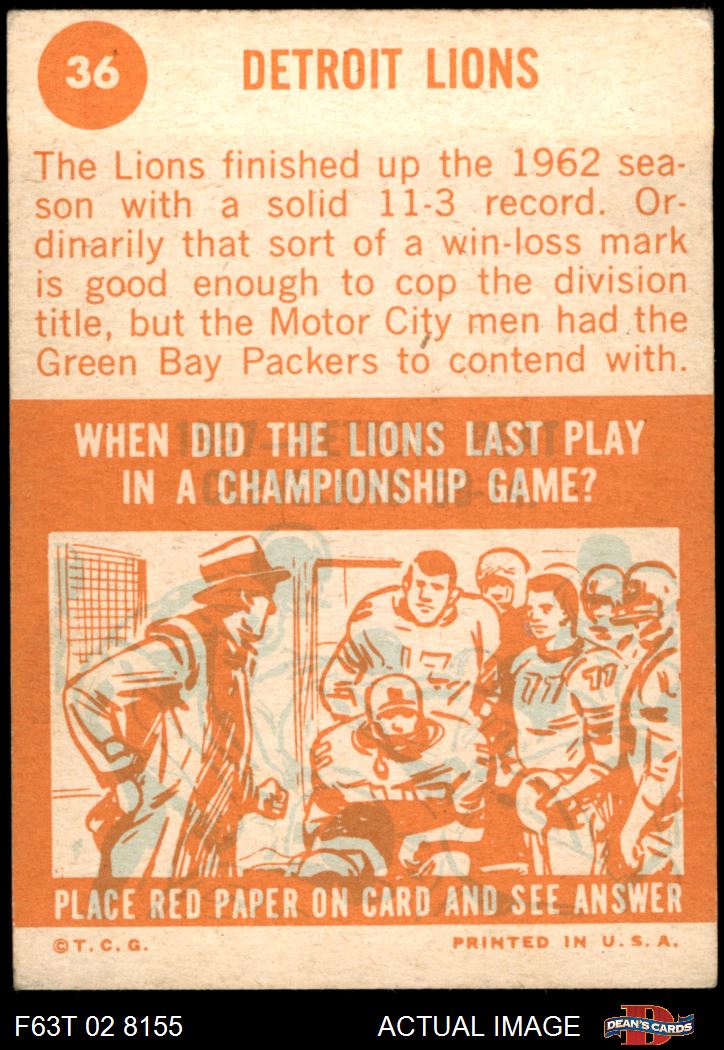 36
DETROIT LIONS
The Lions finished up the 1962 sea-
son with a solid 11-3 record. Or-
dinarily that sort of a win-loss mark
is good enough to cop the division
title, but the Motor City men had the
Green Bay Packers to contend with.
WHEN DID THE LIONS LAST PLAY
IN A CHAMPIONSHIP GAME?
17
77
77
PLACE RED PAPER ON CARD AND SEE ANSWER
© T. C. G.
PRINTED IN U. S. A.
F63T 02 8155
ACTUAL IMAGE
D
DEAN'S CARDS